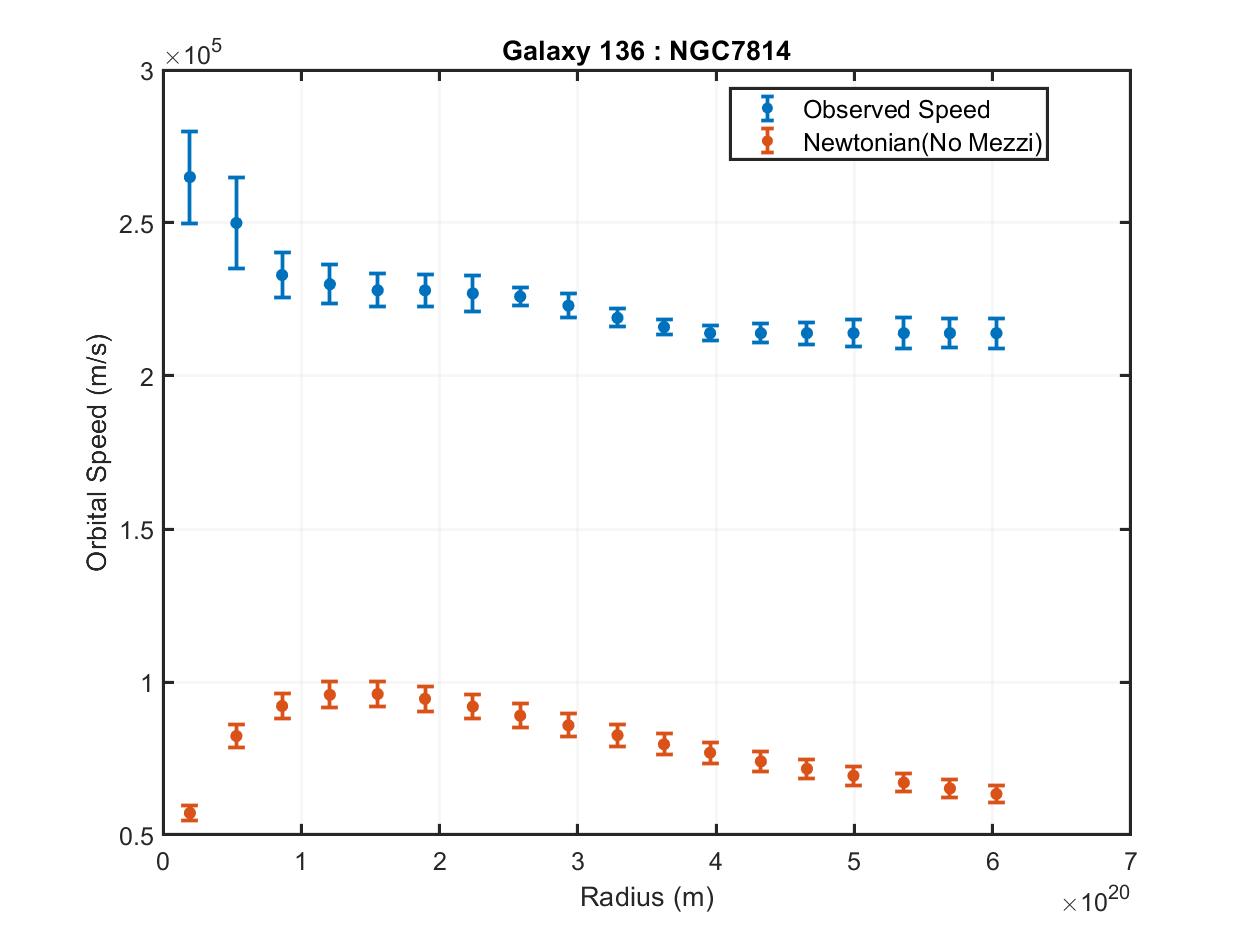 Galaxy 136 : NGC7814
×10^5
3
2.5
2
1.5
1
0.5
Orbital Speed (m/s)
Observed Speed
Newtonian(No Mezzi)
0 1 2 3 4 5 6 7
Radius (m)
×10^20